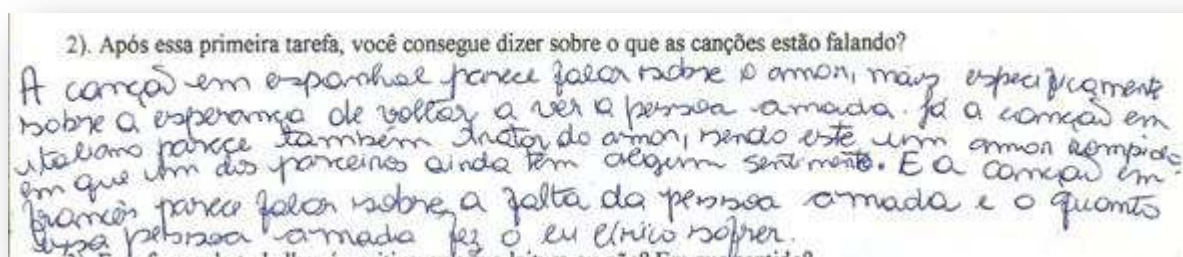 2). Após essa primeira tarefa, você consegue dizer sobre o que as canções estão falando?
A canção em espanhol parece falar sobre o amor, mais especificamente
sobre a esperança de voltar a ver a pessoa amada. Já a canção em
italiano parece também tratar do amor, sendo este um amor rompido
em que um dos parceiros ainda tem algum sentimento. E a canção em
francês parece falar sobre a falta da pessoa amada e o quanto
essa pessoa amada fez o eu lírico sofrer.